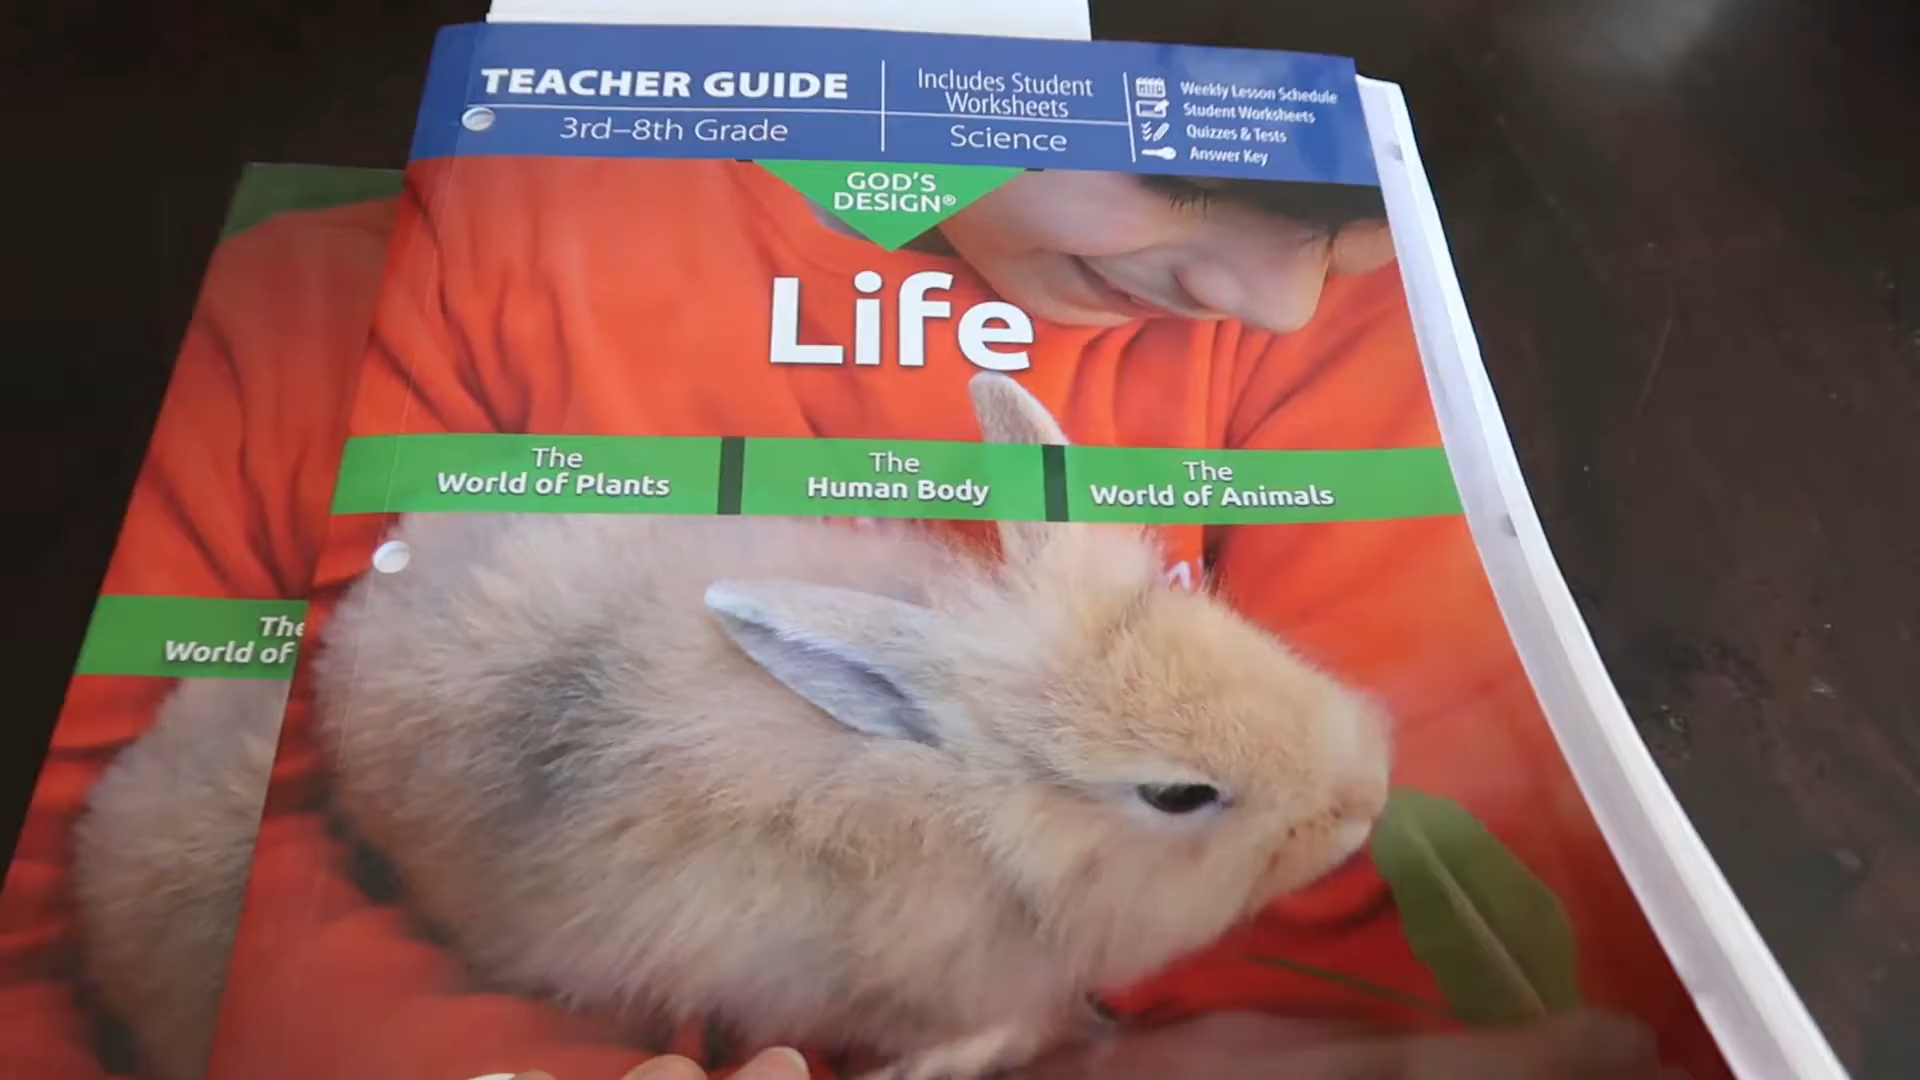 TEACHER GUIDE
3rd–8th Grade
Includes Student
Worksheets
Science
Weekly Lesson Schedule
Student Worksheets
Quizzes & Tests
Answer Key
GOD'S
DESIGN®
Life
The
World of Plants
The
Human Body
The
World of Animals
The
World of